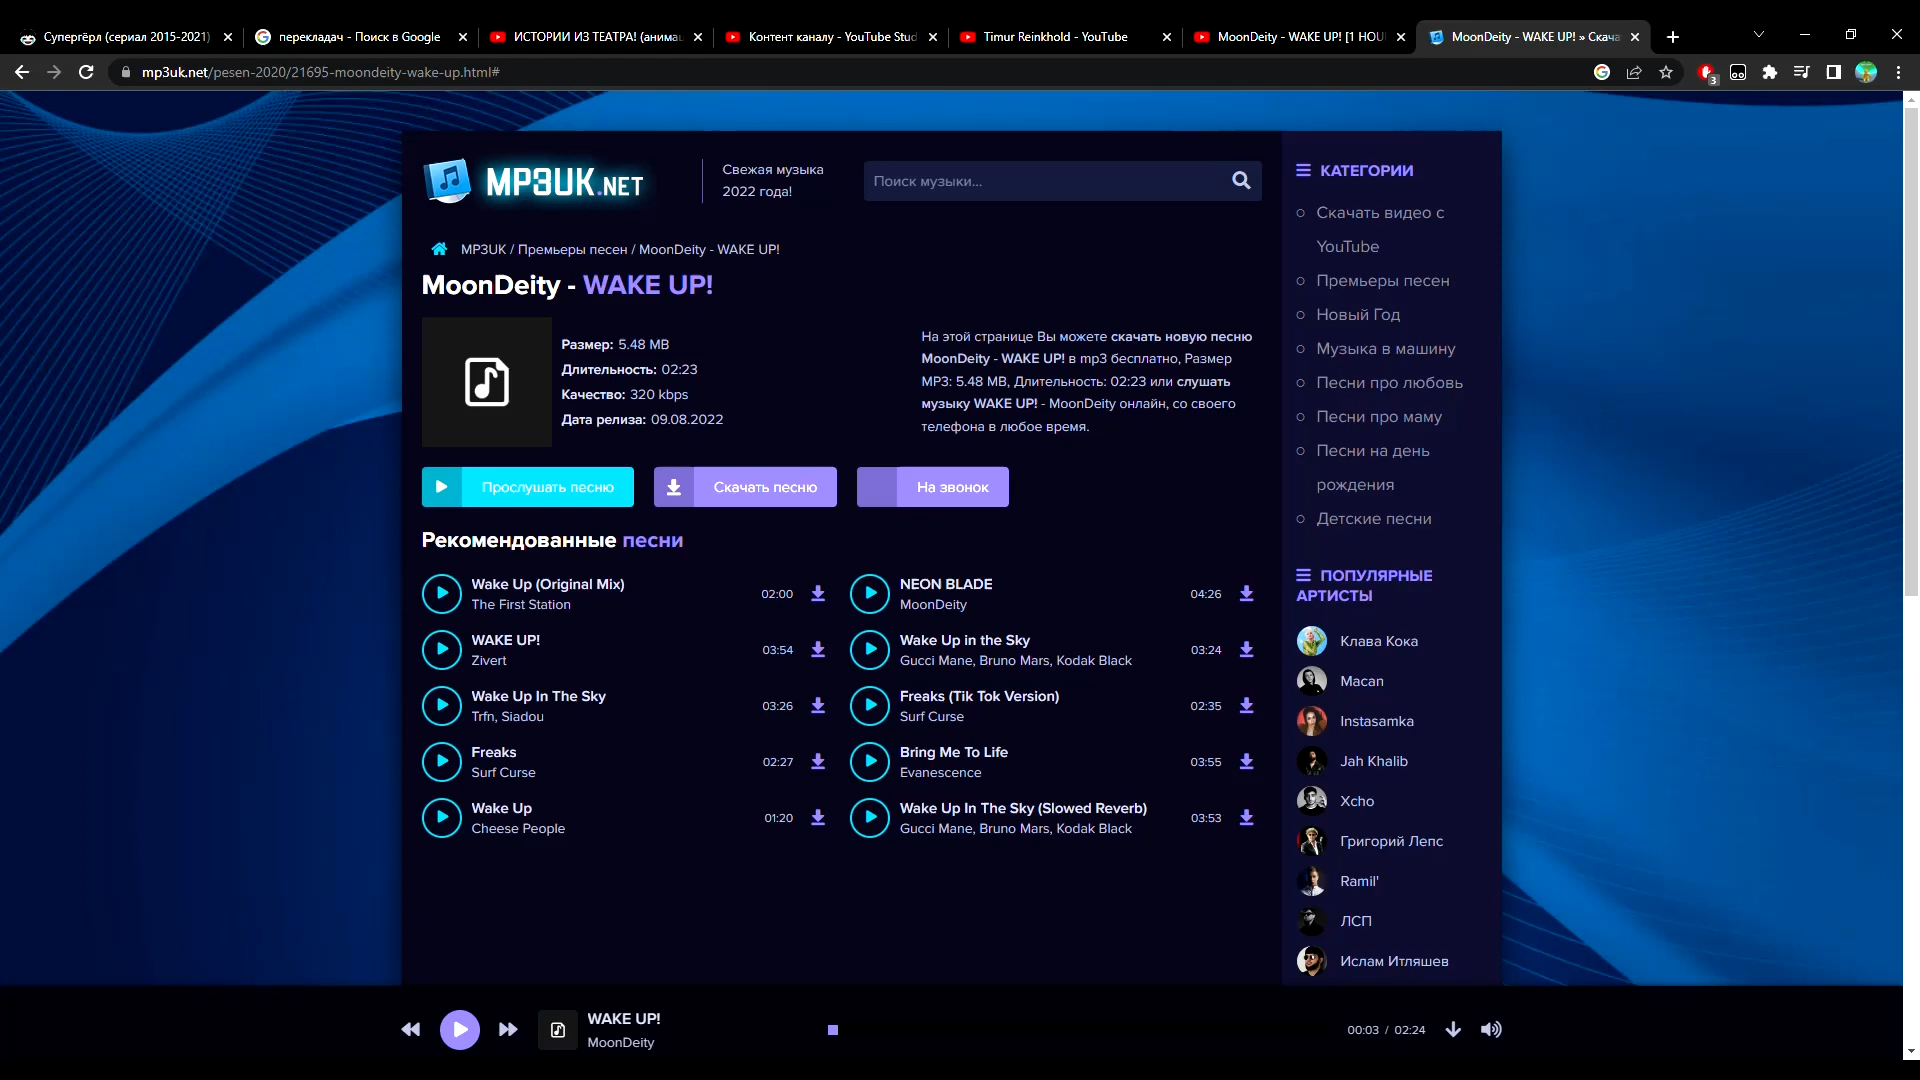 Супергёрл (сериал 2015-2021)
перекладач - Поиск в Google
ИСТОРИИ ИЗ ТЕАТРА! (анима
Контент каналу - YouTube Stud
Timur Reinkhold - YouTube
MoonDeity - WAKE UP! [1 HOU
MoonDeity - WAKE UP! » Скача
mp3uk.net/pesen-2020/21695-moondeity-wake-up.html#
3
MP3UK.NET
Свежая музыка
2022 года!
Поиск музыки...
MP3UK / Премьеры песен / MoonDeity - WAKE UP!
MoonDeity - WAKE UP!
Размер: 5.48 MB
Длительность: 02:23
Качество: 320 kbps
Дата релиза: 09.08.2022
На этой странице Вы можете скачать новую песню
MoonDeity - WAKE UP! в mp3 бесплатно, Размер
MP3: 5.48 MB, Длительность: 02:23 или слушать
музыку WAKE UP! - MoonDeity онлайн, со своего
телефона в любое время.
Прослушать песню
Скачать песню
На звонок
Рекомендованные песни
Wake Up (Original Mix)
The First Station
02:00
NEON BLADE
MoonDeity
04:26
WAKE UP!
Zivert
03:54
Wake Up in the Sky
Gucci Mane, Bruno Mars, Kodak Black
03:24
Wake Up In The Sky
Trfn, Siadou
03:26
Freaks (Tik Tok Version)
Surf Curse
02:35
Freaks
Surf Curse
02:27
Bring Me To Life
Evanescence
03:55
Wake Up
Cheese People
01:20
Wake Up In The Sky (Slowed Reverb)
Gucci Mane, Bruno Mars, Kodak Black
03:53
КАТЕГОРИИ
Скачать видео с
YouTube
Премьеры песен
Новый Год
Музыка в машину
Песни про любовь
Песни про маму
Песни на день
рождения
Детские песни
ПОПУЛЯРНЫЕ
АРТИСТЫ
Клава Кока
Macan
Instasamka
Jah Khalib
Xcho
Григорий Лепс
Ramil'
ЛСП
Ислам Итляшев
WAKE UP!
MoonDeity
00:03 / 02:24